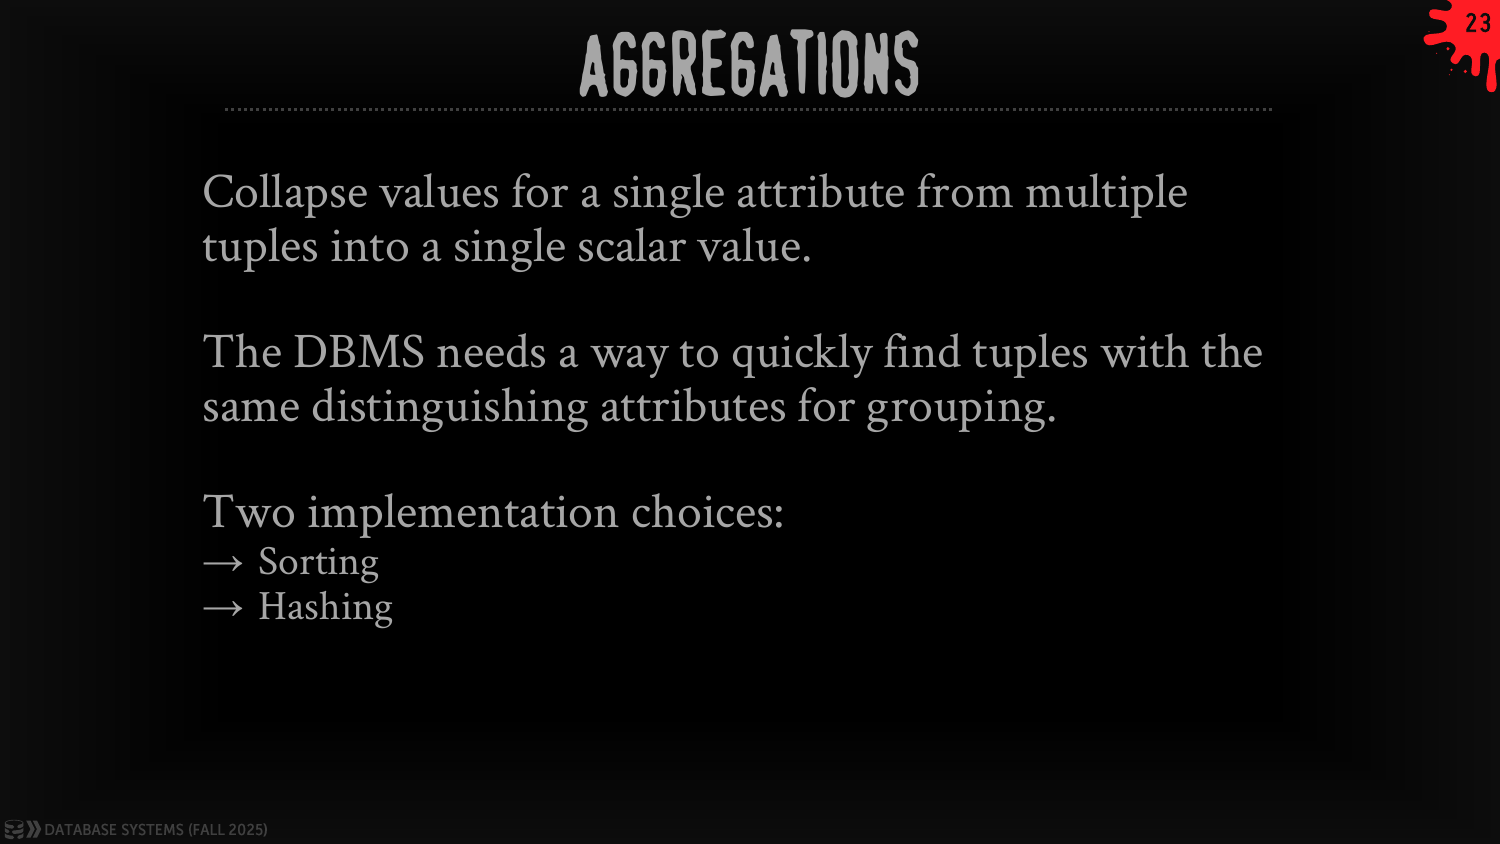 23
AGGREGATIONS
Collapse values for a single attribute from multiple
tuples into a single scalar value.
The DBMS needs a way to quickly find tuples with the
same distinguishing attributes for grouping.
Two implementation choices:
→ Sorting
→ Hashing
DATABASE SYSTEMS (FALL 2025)